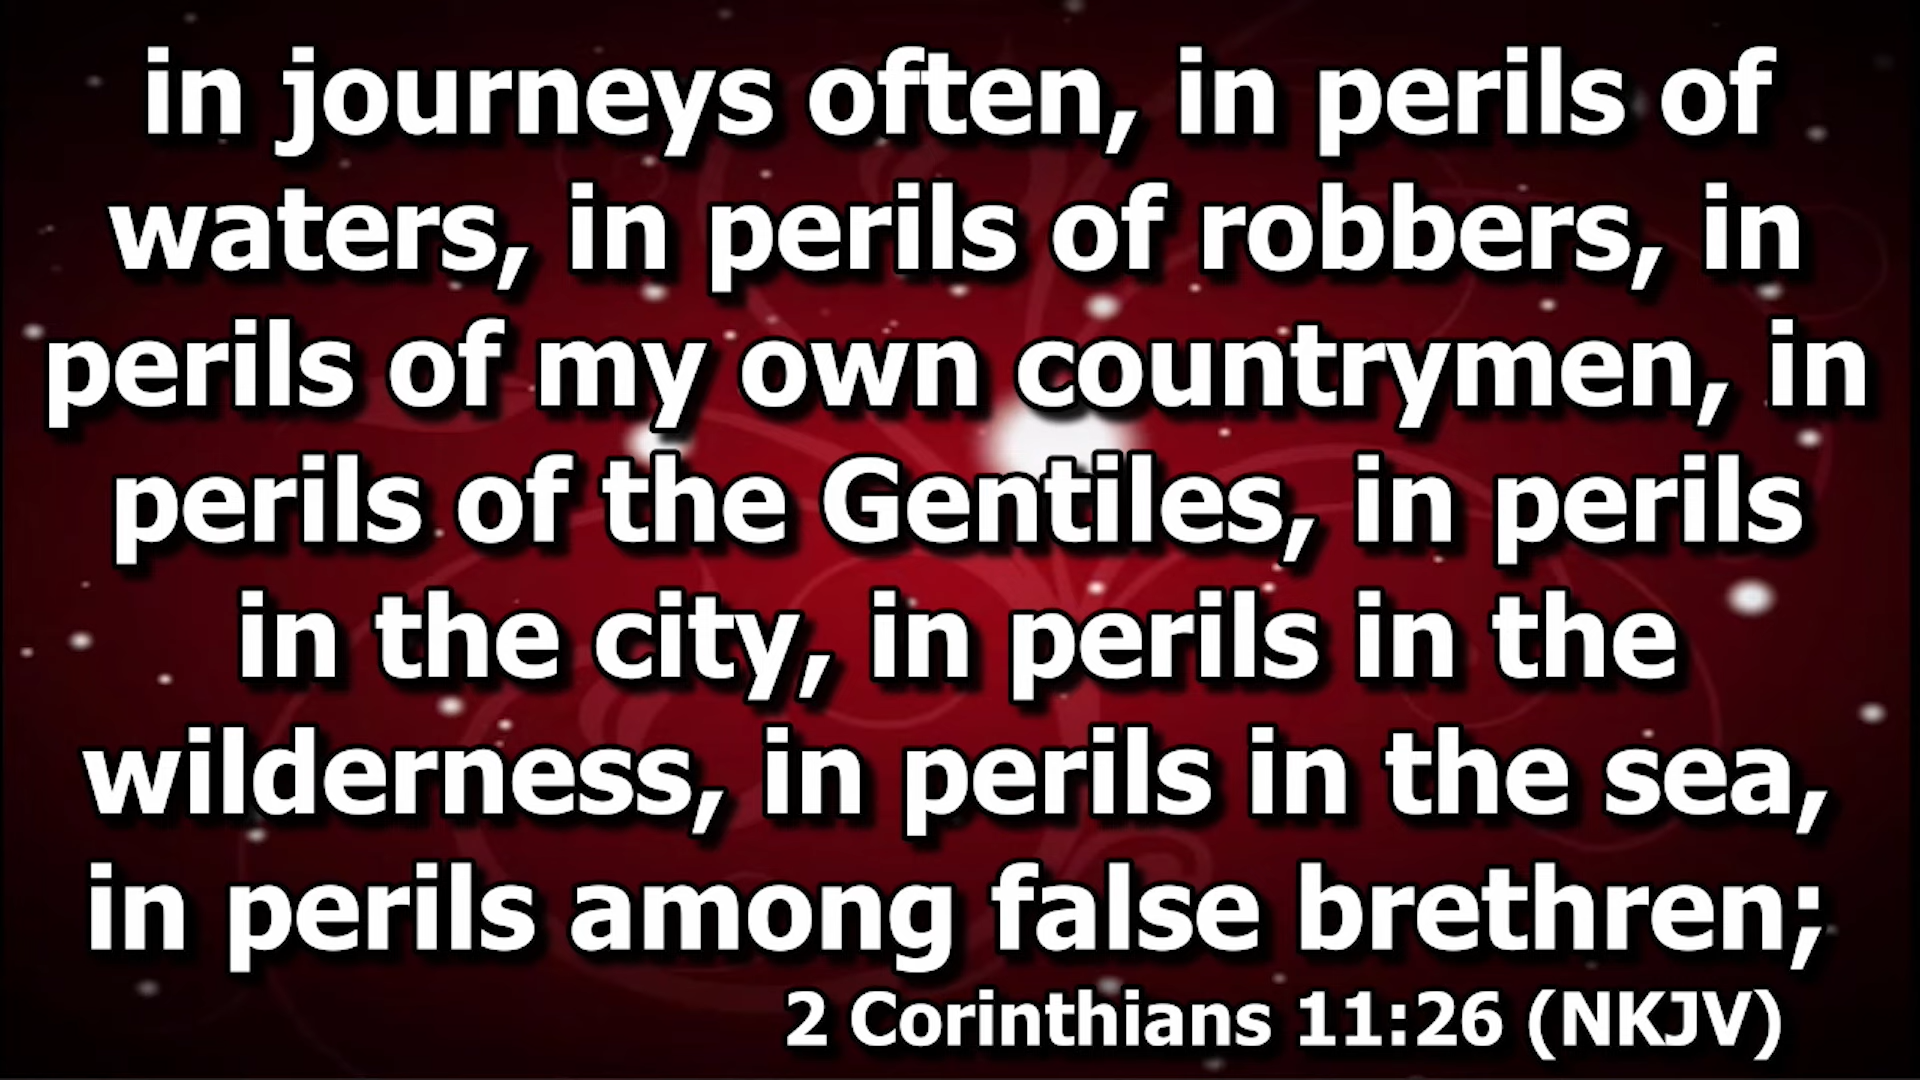 in journeys often, in perils of
waters, in perils of robbers, in
perils of my own countrymen, in
perils of the Gentiles, in perils
in the city, in perils in the
wilderness, in perils in the sea,
in perils among false brethren;
2 Corinthians 11:26 (NKJV)